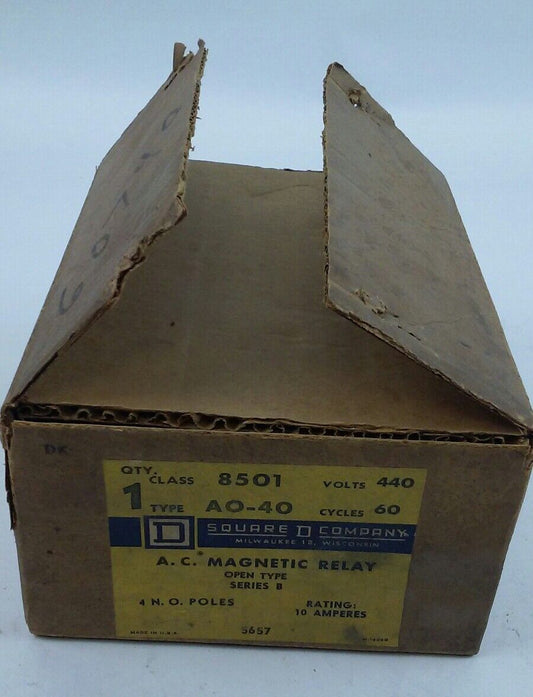 DK
QTY. CLASS 8501 VOLTS 440
1 TYPE AO-40 CYCLES 60
D SQUARE D COMPANY
MILWAUKEE 12, WISCONSIN
A.C. MAGNETIC RELAY
OPEN TYPE
SERIES B
4 N.O. POLES RATING:
10 AMPERES
MADE IN U.S.A. 5657